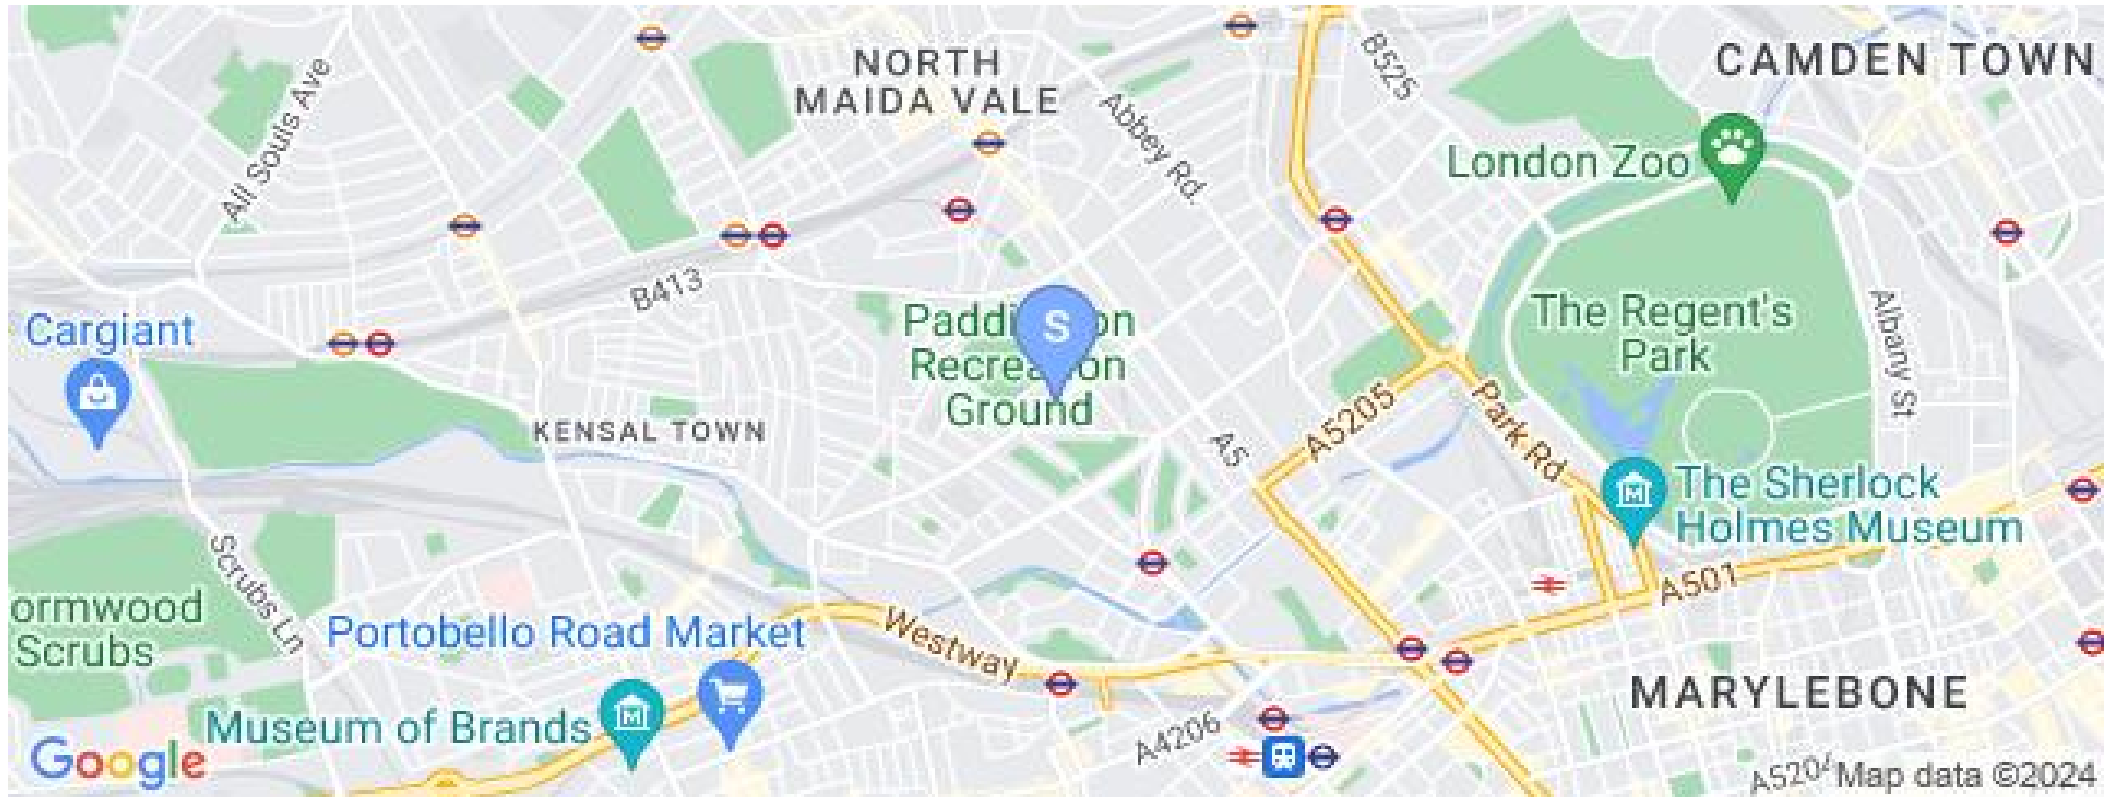 NORTH
MAIDA VALE
B525
CAMDEN TOWN
All Souls Ave
Abbey Rd.
London Zoo
B413
Cargiant
S
The Regent's
Park
Albany St
Ground
KENSAL TOWN
A5
A5205
Park Rd
The Sherlock
Holmes Museum
Scrubs Ln
A501
Scrubs
Portobello Road Market
Westway
Museum of Brands
A4206
MARYLEBONE
Google
Map data ©2024